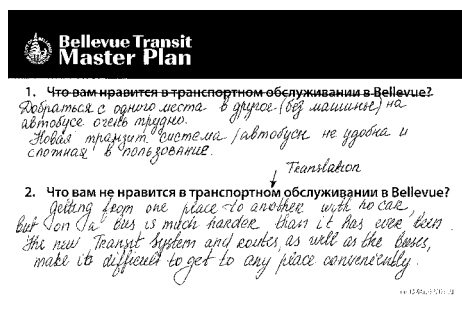 Bellevue Transit
Master Plan
1. Что вам нравится в транспортном обслуживании в Bellevue?
Добраться с одного места в другое (без машины) на
автобусе очень трудно.
Новая транзит система /автобусы не удобна и
в пользование.
Translation
2. Что вам не нравится в транспортном обслуживании в Bellevue?
getting from one place to another with no car,
but on a bus is much harder than it has ever been.
The new Transit System and routes, as well as the buses,
make it difficult to get to any place conveniently.